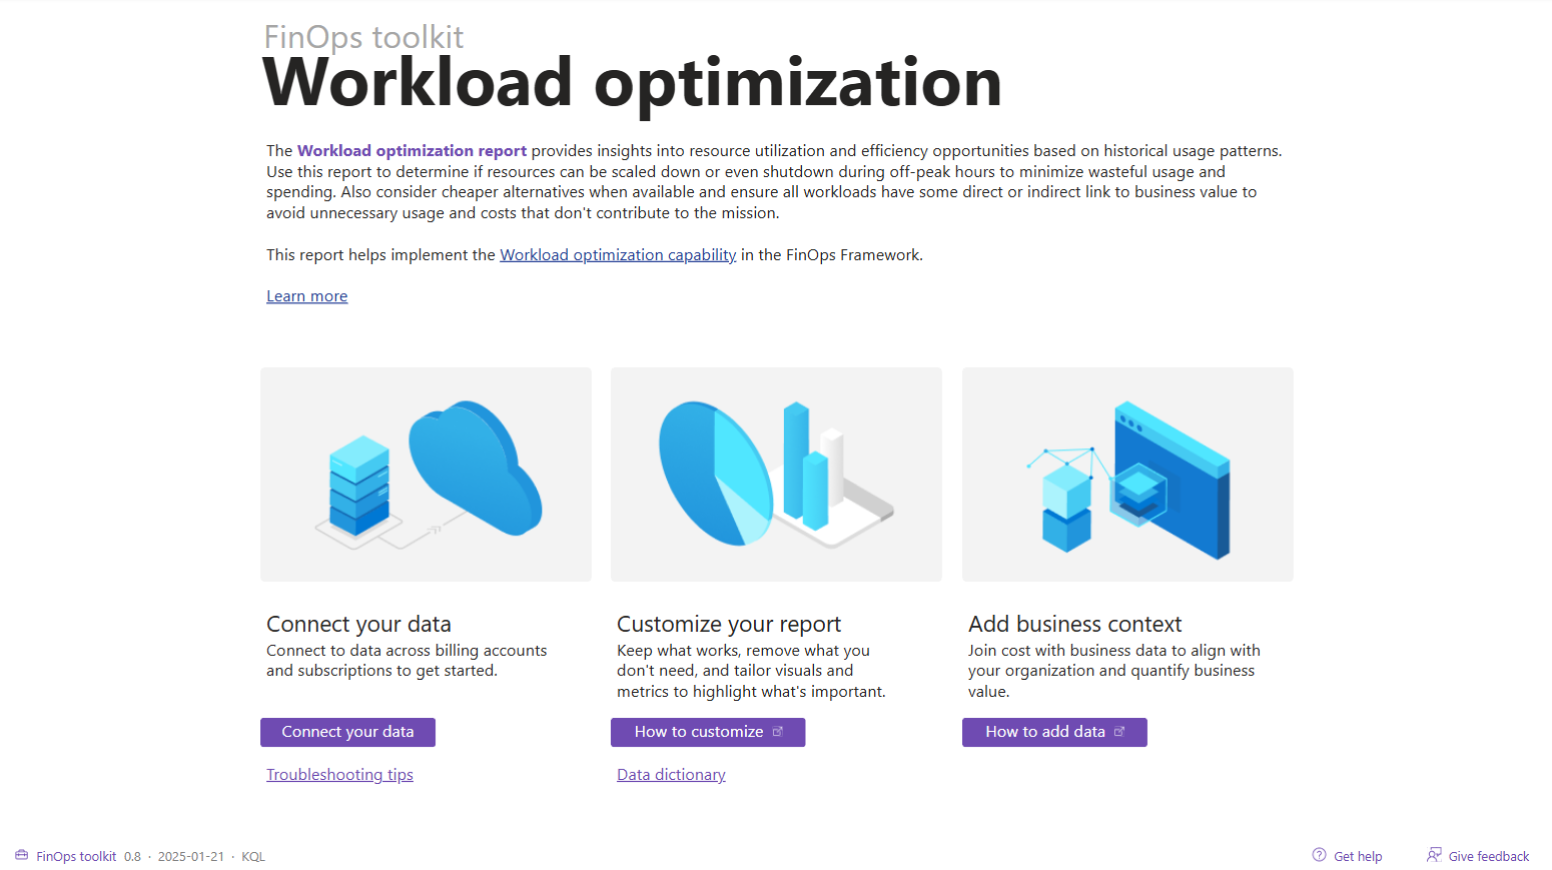 FinOps toolkit
Workload optimization
The Workload optimization report provides insights into resource utilization and efficiency opportunities based on historical usage patterns.
Use this report to determine if resources can be scaled down or even shutdown during off-peak hours to minimize wasteful usage and
spending. Also consider cheaper alternatives when available and ensure all workloads have some direct or indirect link to business value to
avoid unnecessary usage and costs that don't contribute to the mission.
This report helps implement the Workload optimization capability in the FinOps Framework.
Learn more
Connect your data
Connect to data across billing accounts
and subscriptions to get started.
Connect your data
Troubleshooting tips
Customize your report
Keep what works, remove what you
don't need, and tailor visuals and
metrics to highlight what's important.
How to customize
Data dictionary
Add business context
Join cost with business data to align with
your organization and quantify business
value.
How to add data
FinOps toolkit 0.8 · 2025-01-21 · KQL
Get help
Give feedback